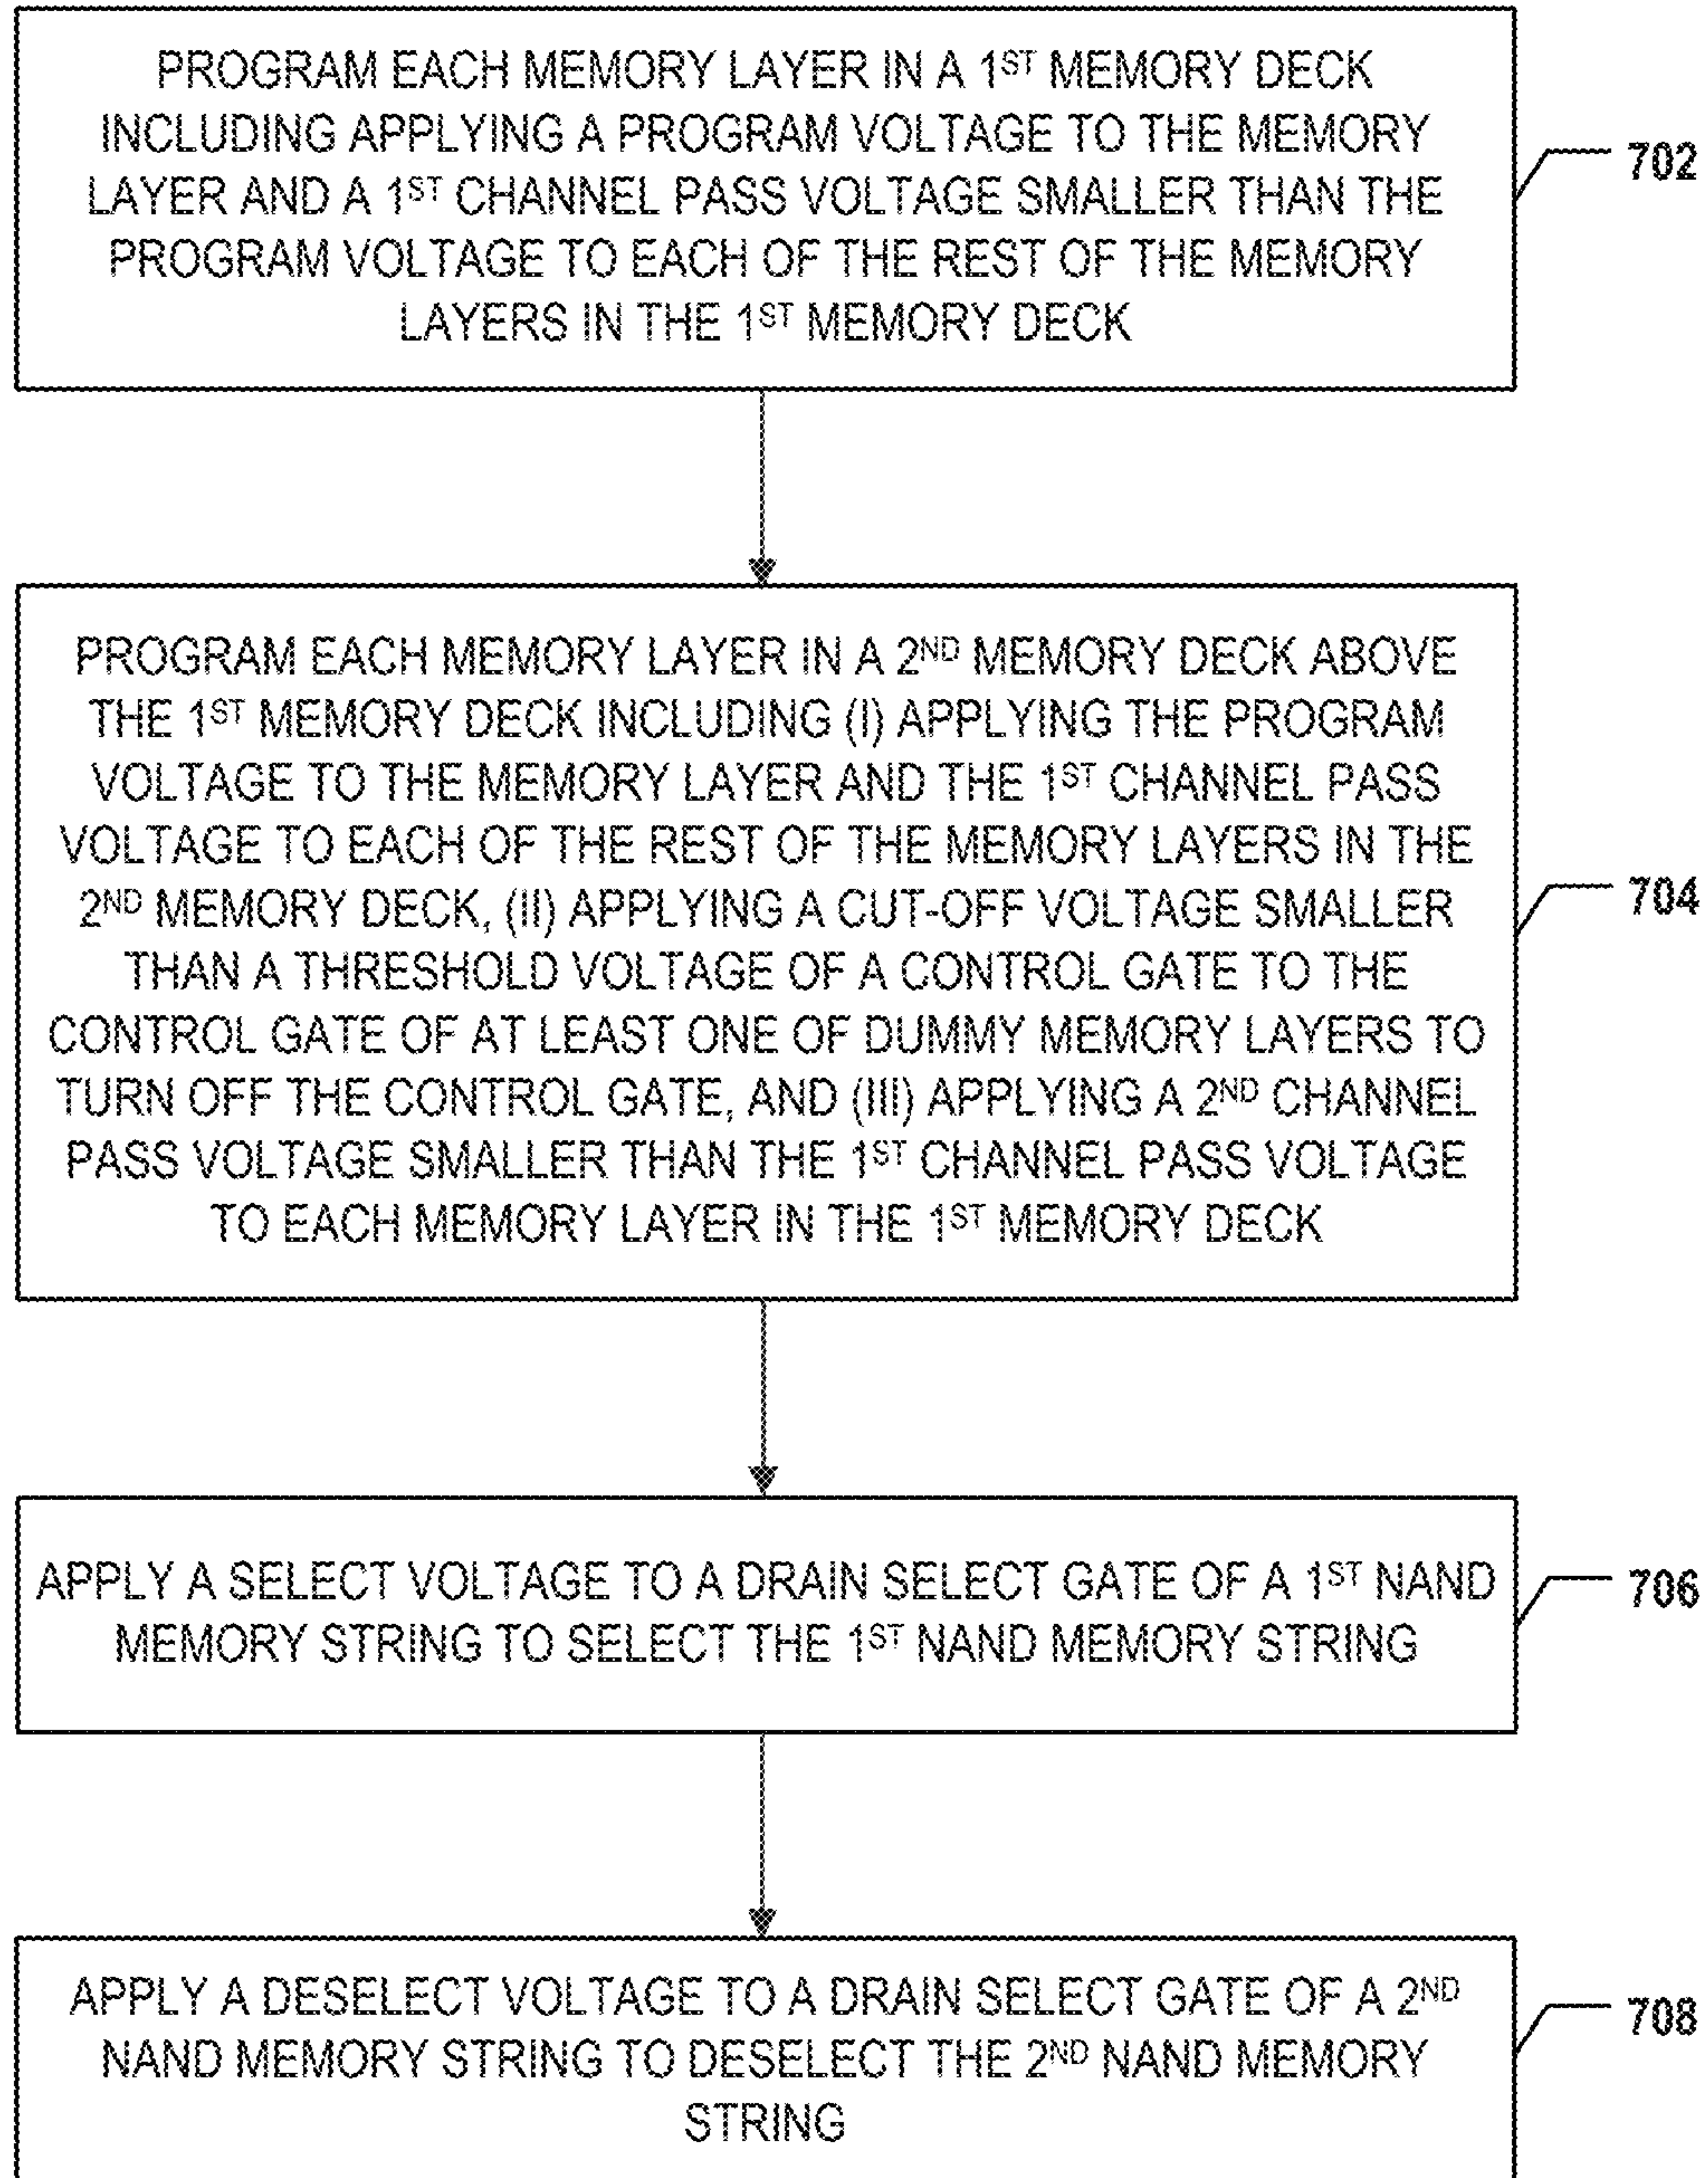 PROGRAM EACH MEMORY LAYER IN A 1ST MEMORY DECK
INCLUDING APPLYING A PROGRAM VOLTAGE TO THE MEMORY
LAYER AND A 1ST CHANNEL PASS VOLTAGE SMALLER THAN THE
PROGRAM VOLTAGE TO EACH OF THE REST OF THE MEMORY
LAYERS IN THE 1ST MEMORY DECK
702
PROGRAM EACH MEMORY LAYER IN A 2ND MEMORY DECK ABOVE
THE 1ST MEMORY DECK INCLUDING (I) APPLYING THE PROGRAM
VOLTAGE TO THE MEMORY LAYER AND THE 1ST CHANNEL PASS
VOLTAGE TO EACH OF THE REST OF THE MEMORY LAYERS IN THE
2ND MEMORY DECK, (II) APPLYING A CUT-OFF VOLTAGE SMALLER
THAN A THRESHOLD VOLTAGE OF A CONTROL GATE TO THE
CONTROL GATE OF AT LEAST ONE OF DUMMY MEMORY LAYERS TO
TURN OFF THE CONTROL GATE, AND (III) APPLYING A 2ND CHANNEL
PASS VOLTAGE SMALLER THAN THE 1ST CHANNEL PASS VOLTAGE
TO EACH MEMORY LAYER IN THE 1ST MEMORY DECK
704
APPLY A SELECT VOLTAGE TO A DRAIN SELECT GATE OF A 1ST NAND
MEMORY STRING TO SELECT THE 1ST NAND MEMORY STRING
706
APPLY A DESELECT VOLTAGE TO A DRAIN SELECT GATE OF A 2ND
NAND MEMORY STRING TO DESELECT THE 2ND NAND MEMORY
STRING
708